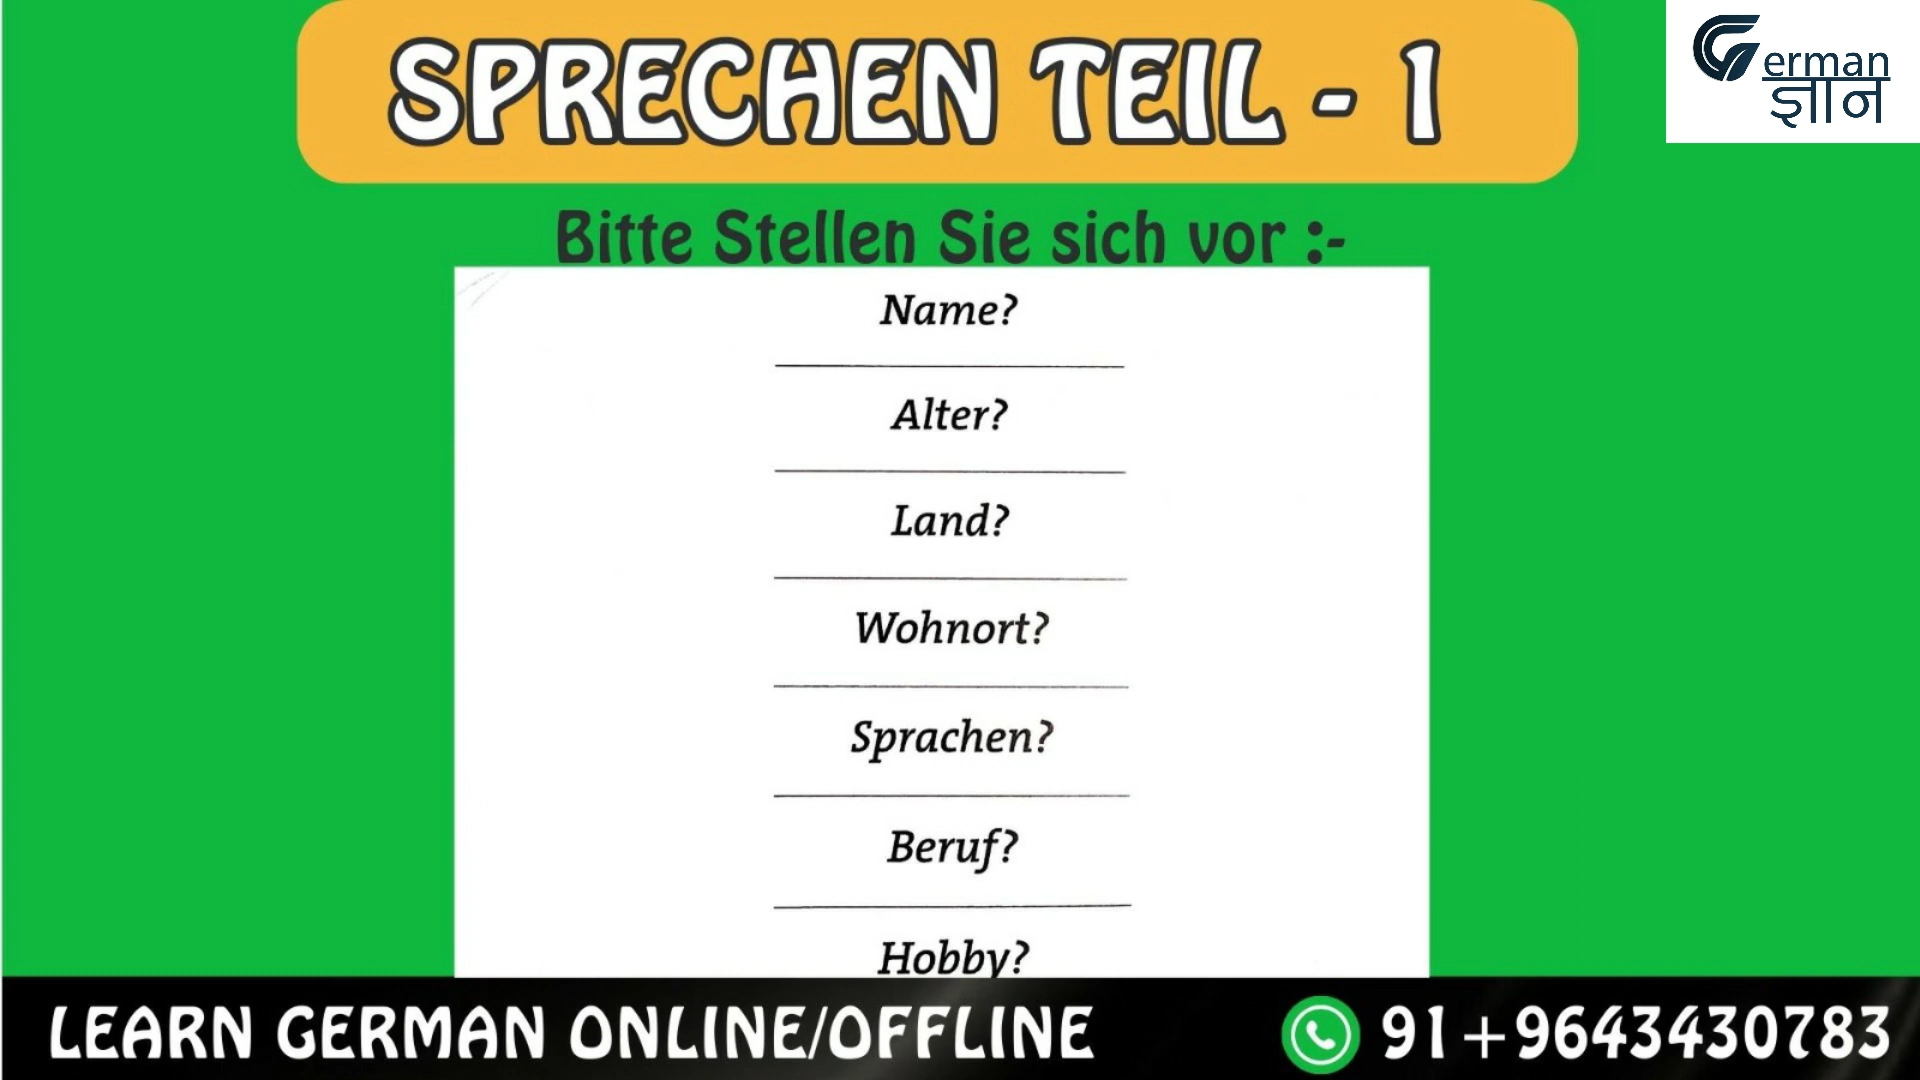 SPRECHEN TEIL - 1
German
ज्ञान
Bitte Stellen Sie sich vor :-
Name?
Alter?
Land?
Wohnort?
Sprachen?
Beruf?
Hobby?
LEARN GERMAN ONLINE/OFFLINE
91+9643430783